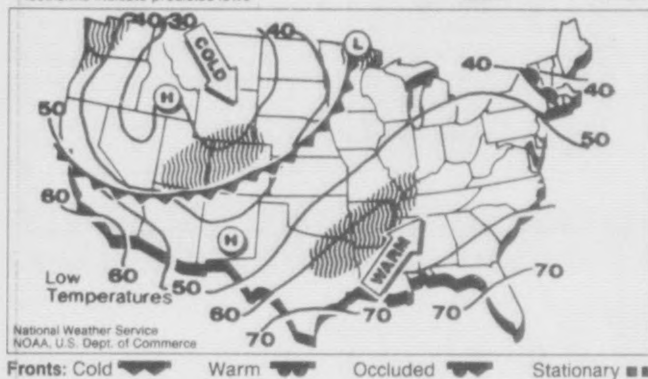 40 30
COLD
40
L
40
40
H
50
50
60
H
WARM
60
50
60
70
70
70
70
Low
Temperatures
National Weather Service
NOAA, U.S. Dept. of Commerce
Fronts: Cold Warm Occluded Stationary